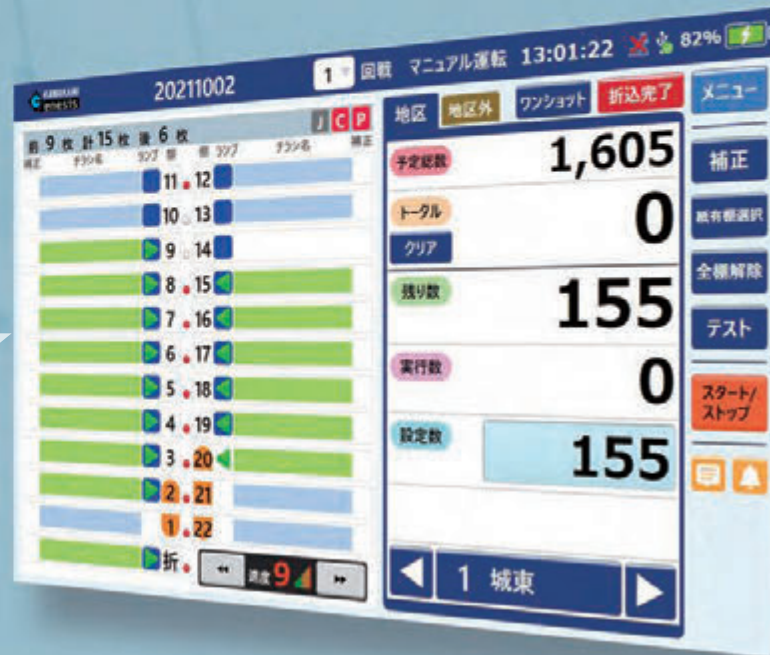 Genesis
20211002
1 回戦
マニュアル運転
13:01:22
82%
前 9 枚 計15枚 後 6 枚
J C P
補正 チラシ名 ランプ 棚 棚 ランプ チラシ名 補正
11 12
10 13
9 14
8 15
7 16
6 17
5 18
4 19
3 20
2 21
1 22
折
速度 9
地区
地区外
ワンショット
折込完了
予定総数
1,605
トータル
0
クリア
残り数
155
実行数
0
設定数
155
1 城東
メニュー
補正
紙有棚選択
全棚解除
テスト
スタート/
ストップ